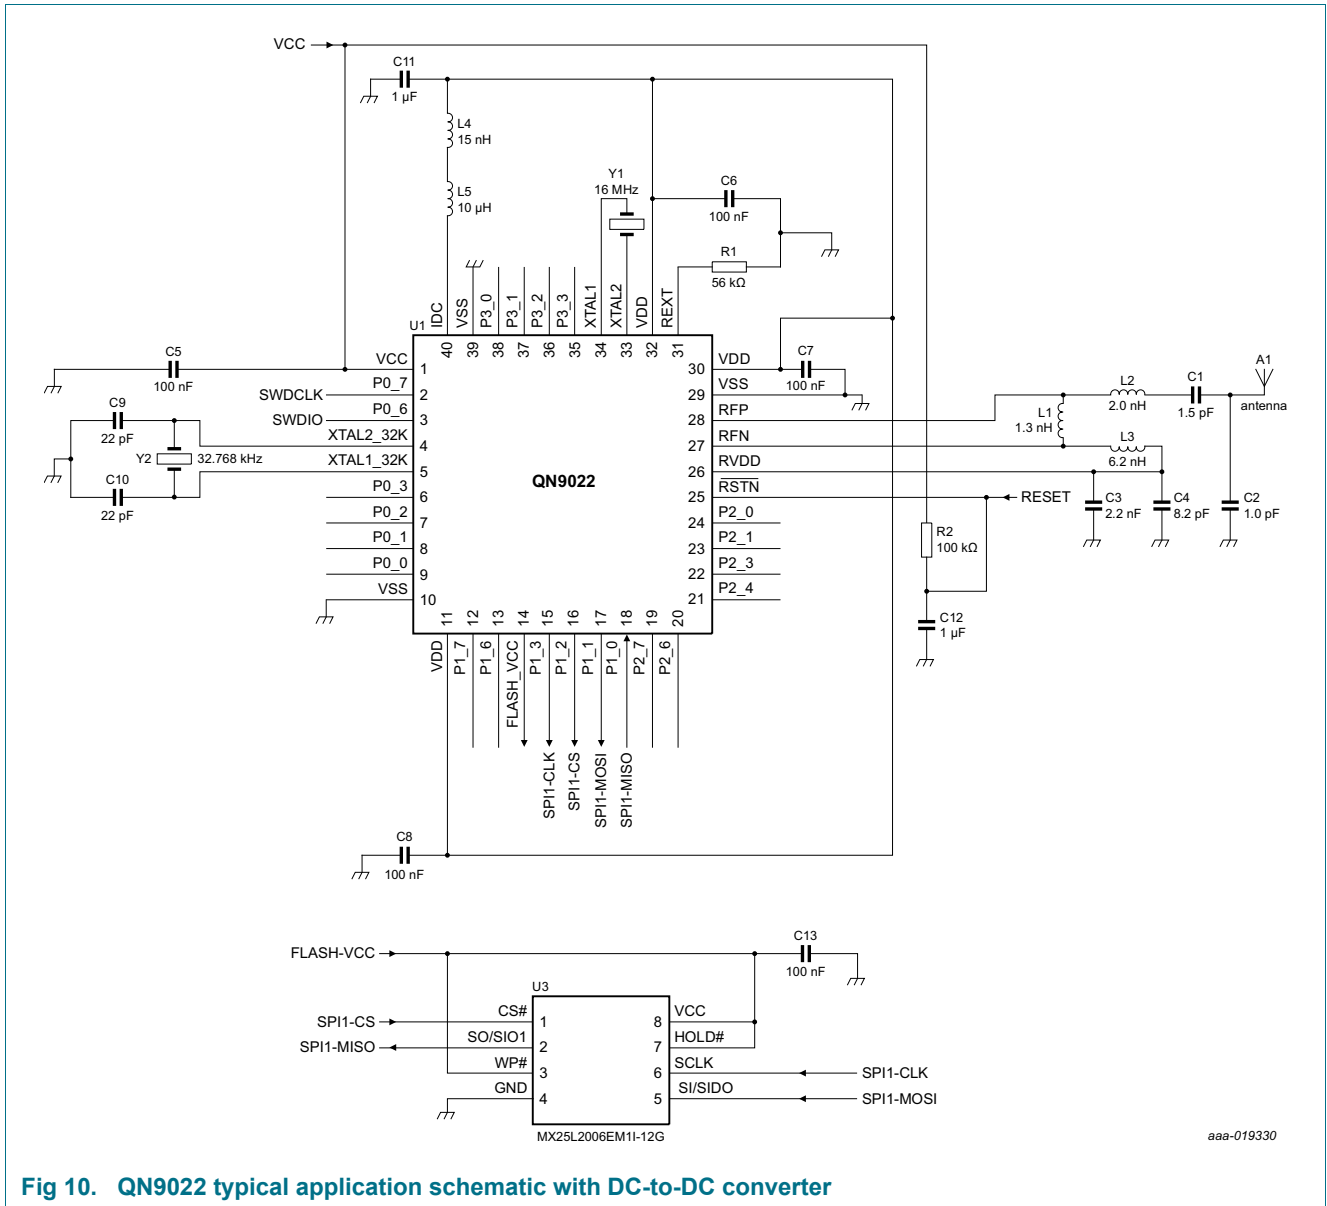 VCC
C11
1 µF
L4
15 nH
L5
10 µH
Y1
16 MHz
C6
100 nF
R1
56 kΩ
IDC
VSS
P3_0
P3_1
P3_2
P3_3
XTAL1
XTAL2
VDD
REXT
U1
40
39
38
37
36
35
34
33
32
31
C5
100 nF
VCC
1
P0_7
SWDCLK
2
P0_6
SWDIO
3
C9
22 pF
XTAL2_32K
4
Y2
32.768 kHz
XTAL1_32K
5
C10
22 pF
P0_3
6
P0_2
7
P0_1
8
P0_0
9
VSS
10
QN9022
VDD
30
C7
100 nF
VSS
29
RFP
28
RFN
27
RVDD
26
RSTN
25
RESET
P2_0
24
P2_1
23
P2_3
22
P2_4
21
L1
1.3 nH
L2
2.0 nH
C1
1.5 pF
A1
antenna
L3
6.2 nH
C3
2.2 nF
C4
8.2 pF
C2
1.0 pF
R2
100 kΩ
C12
1 µF
11
12
13
14
15
16
17
18
19
20
VDD
P1_7
P1_6
FLASH_VCC
P1_3
P1_2
P1_1
P1_0
P2_7
P2_6
SPI1-CLK
SPI1-CS
SPI1-MOSI
SPI1-MISO
C8
100 nF
FLASH-VCC
C13
100 nF
U3
SPI1-CS
CS#
1
8
VCC
SPI1-MISO
SO/SIO1
2
7
HOLD#
WP#
3
6
SCLK
SPI1-CLK
GND
4
5
SI/SIDO
SPI1-MOSI
MX25L2006EM1I-12G
aaa-019330
Fig 10. QN9022 typical application schematic with DC-to-DC converter